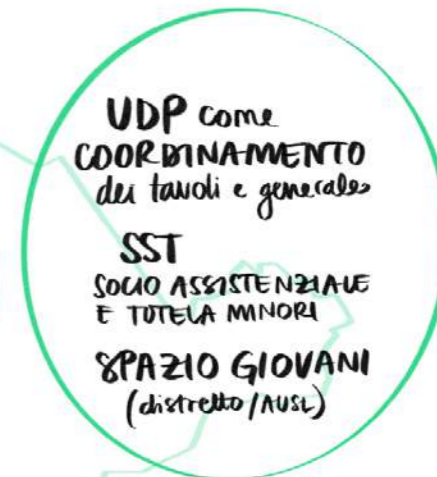 UDP come
COORDINAMENTO
dei tavoli e generale
SST
SOCIO ASSISTENZIALE
E TUTELA MINORI
SPAZIO GIOVANI
(distretto/AUSL)